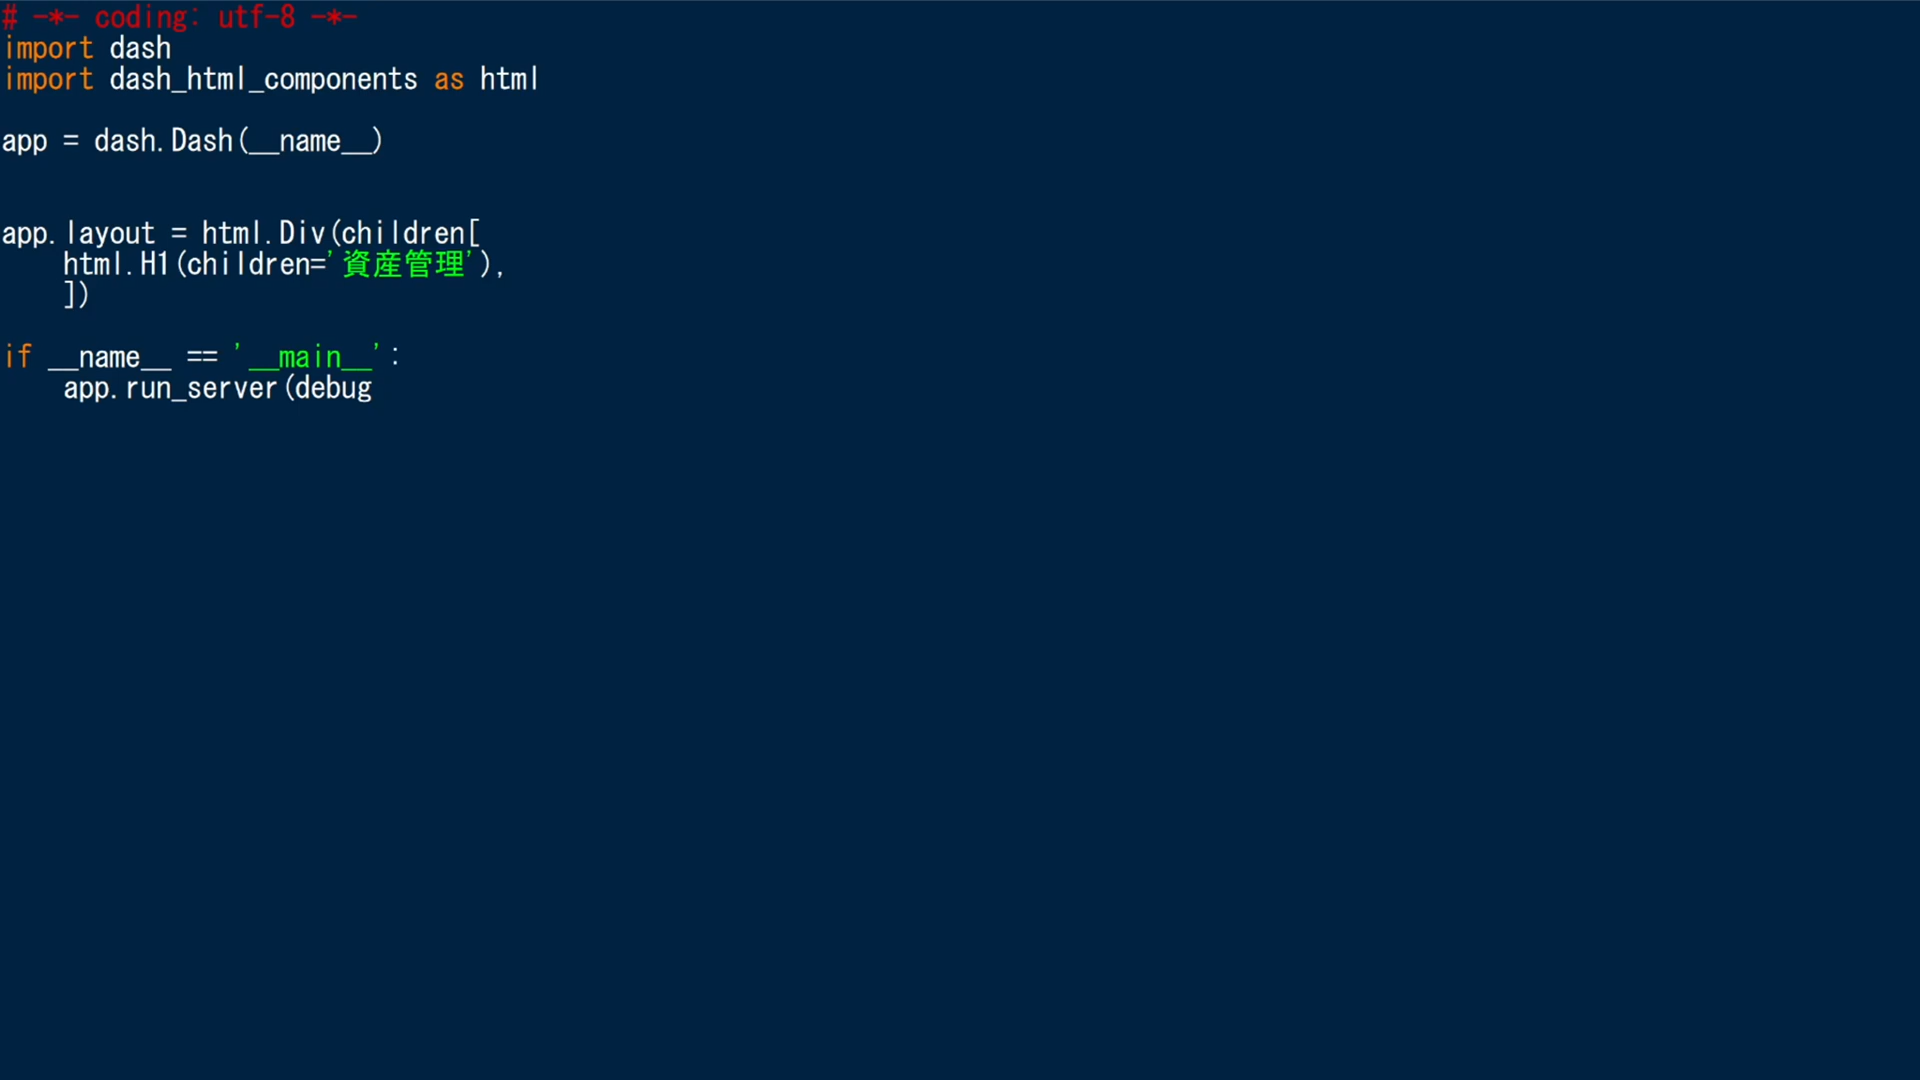 # -*- coding: utf-8 -*-
import dash
import dash_html_components as html
app = dash.Dash(__name__)
app.layout = html.Div(children[
    html.H1(children='資産管理'),
    ])
if __name__ == '__main__':
    app.run_server(debug